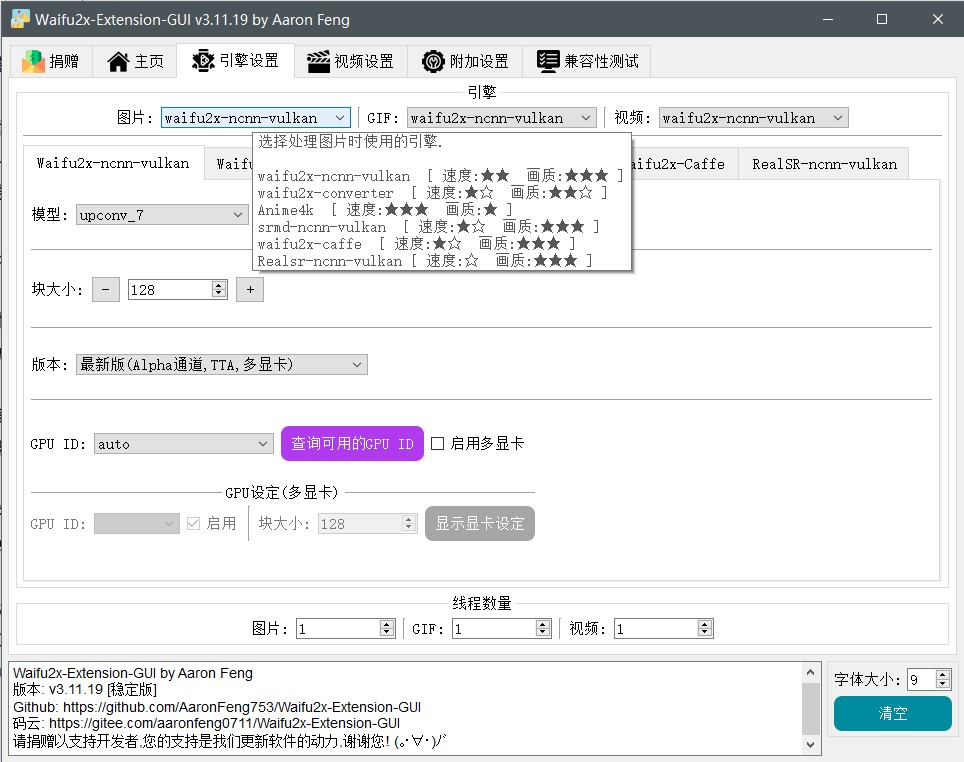 Waifu2x-Extension-GUI v3.11.19 by Aaron Feng
捐赠 主页 引擎设置 视频设置 附加设置 兼容性测试
引擎
图片: waifu2x-ncnn-vulkan GIF: waifu2x-ncnn-vulkan 视频: waifu2x-ncnn-vulkan
选择处理图片时使用的引擎.
waifu2x-ncnn-vulkan [ 速度:★★ 画质:★★★ ]
waifu2x-converter [ 速度:★☆ 画质:★★☆ ]
Anime4k [ 速度:★★★ 画质:★ ]
srmd-ncnn-vulkan [ 速度:★☆ 画质:★★★ ]
waifu2x-caffe [ 速度:★☆ 画质:★★★ ]
Realsr-ncnn-vulkan [ 速度:☆ 画质:★★★ ]
Waifu2x-ncnn-vulkan Waifu aifu2x-Caffe RealSR-ncnn-vulkan
模型: upconv_7
块大小: - 128 +
版本: 最新版(Alpha通道,TTA,多显卡)
GPU ID: auto 查询可用的GPU ID 启用多显卡
GPU设定(多显卡)
GPU ID: 启用 块大小: 128 显示显卡设定
线程数量
图片: 1 GIF: 1 视频: 1
Waifu2x-Extension-GUI by Aaron Feng
版本: v3.11.19 [稳定版]
Github: https://github.com/AaronFeng753/Waifu2x-Extension-GUI
码云: https://gitee.com/aaronfeng0711/Waifu2x-Extension-GUI
请捐赠以支持开发者,您的支持是我们更新软件的动力,谢谢您! (｡･∀･)ﾉﾞ
字体大小: 9
清空